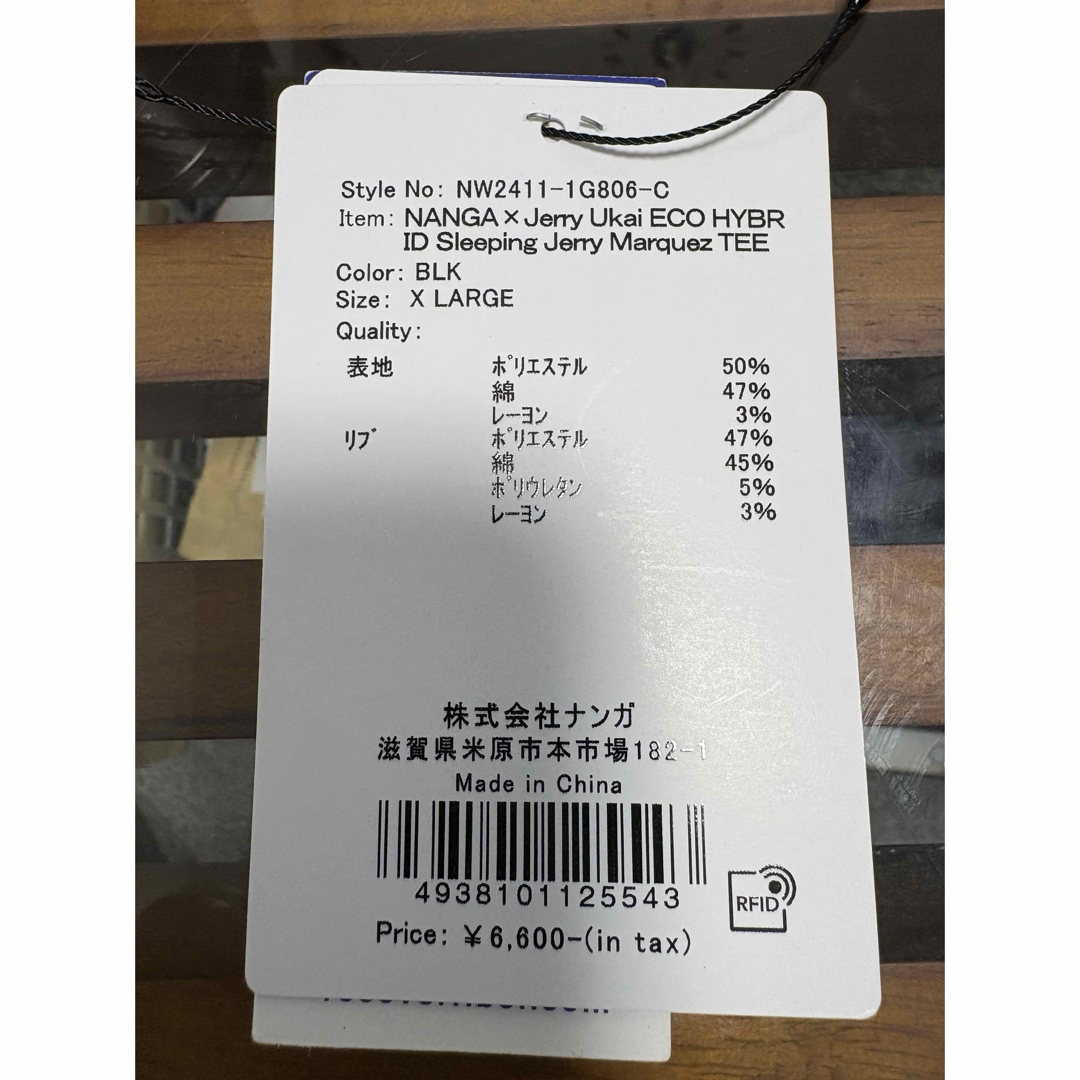 Style No: NW2411-1G806-C
Item: NANGA×Jerry Ukai ECO HYBR
ID Sleeping Jerry Marquez TEE
Color: BLK
Size: X LARGE
Quality:
表地 ポリエステル 50%
綿 47%
レーヨン 3%
リブ ポリエステル 47%
綿 45%
ポリウレタン 5%
レーヨン 3%
株式会社ナンガ
滋賀県米原市本市場182-1
Made in China
4938101125543
RFID
Price: ¥6,600-(in tax)